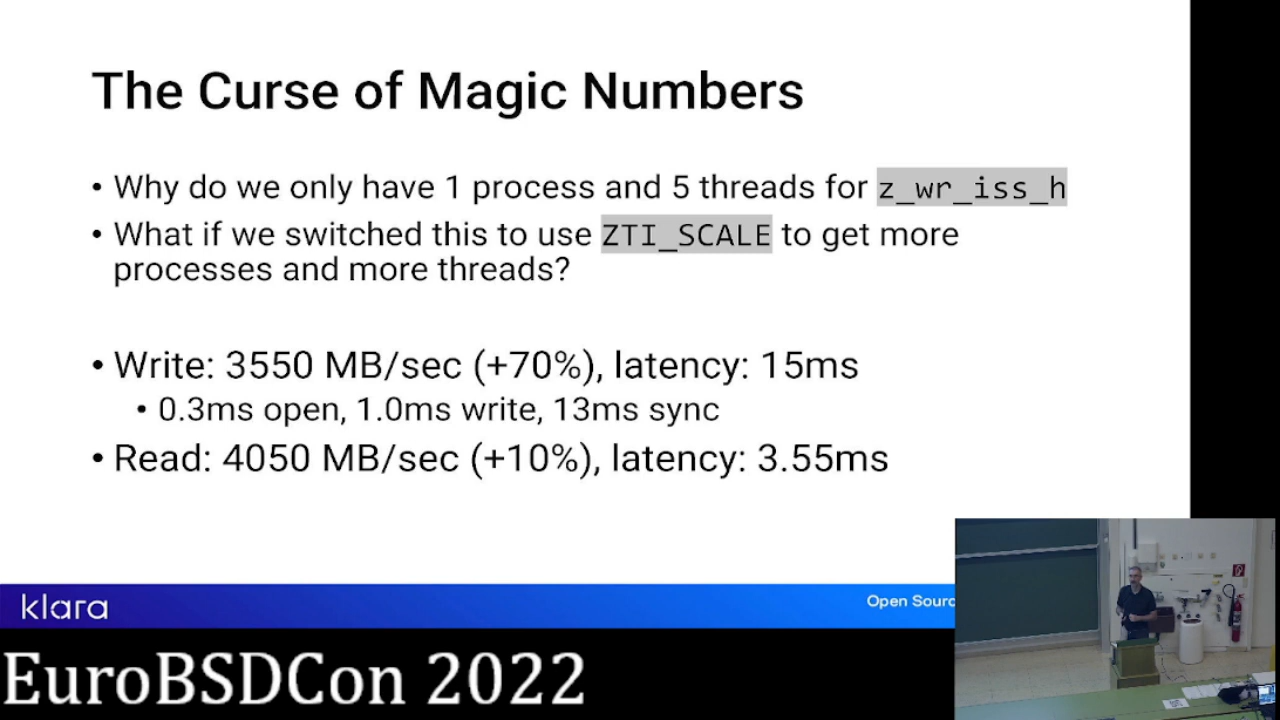 The Curse of Magic Numbers
• Why do we only have 1 process and 5 threads for z_wr_iss_h
• What if we switched this to use ZTI_SCALE to get more
processes and more threads?
• Write: 3550 MB/sec (+70%), latency: 15ms
• 0.3ms open, 1.0ms write, 13ms sync
• Read: 4050 MB/sec (+10%), latency: 3.55ms
klara
Open Sourc
EuroBSDCon 2022